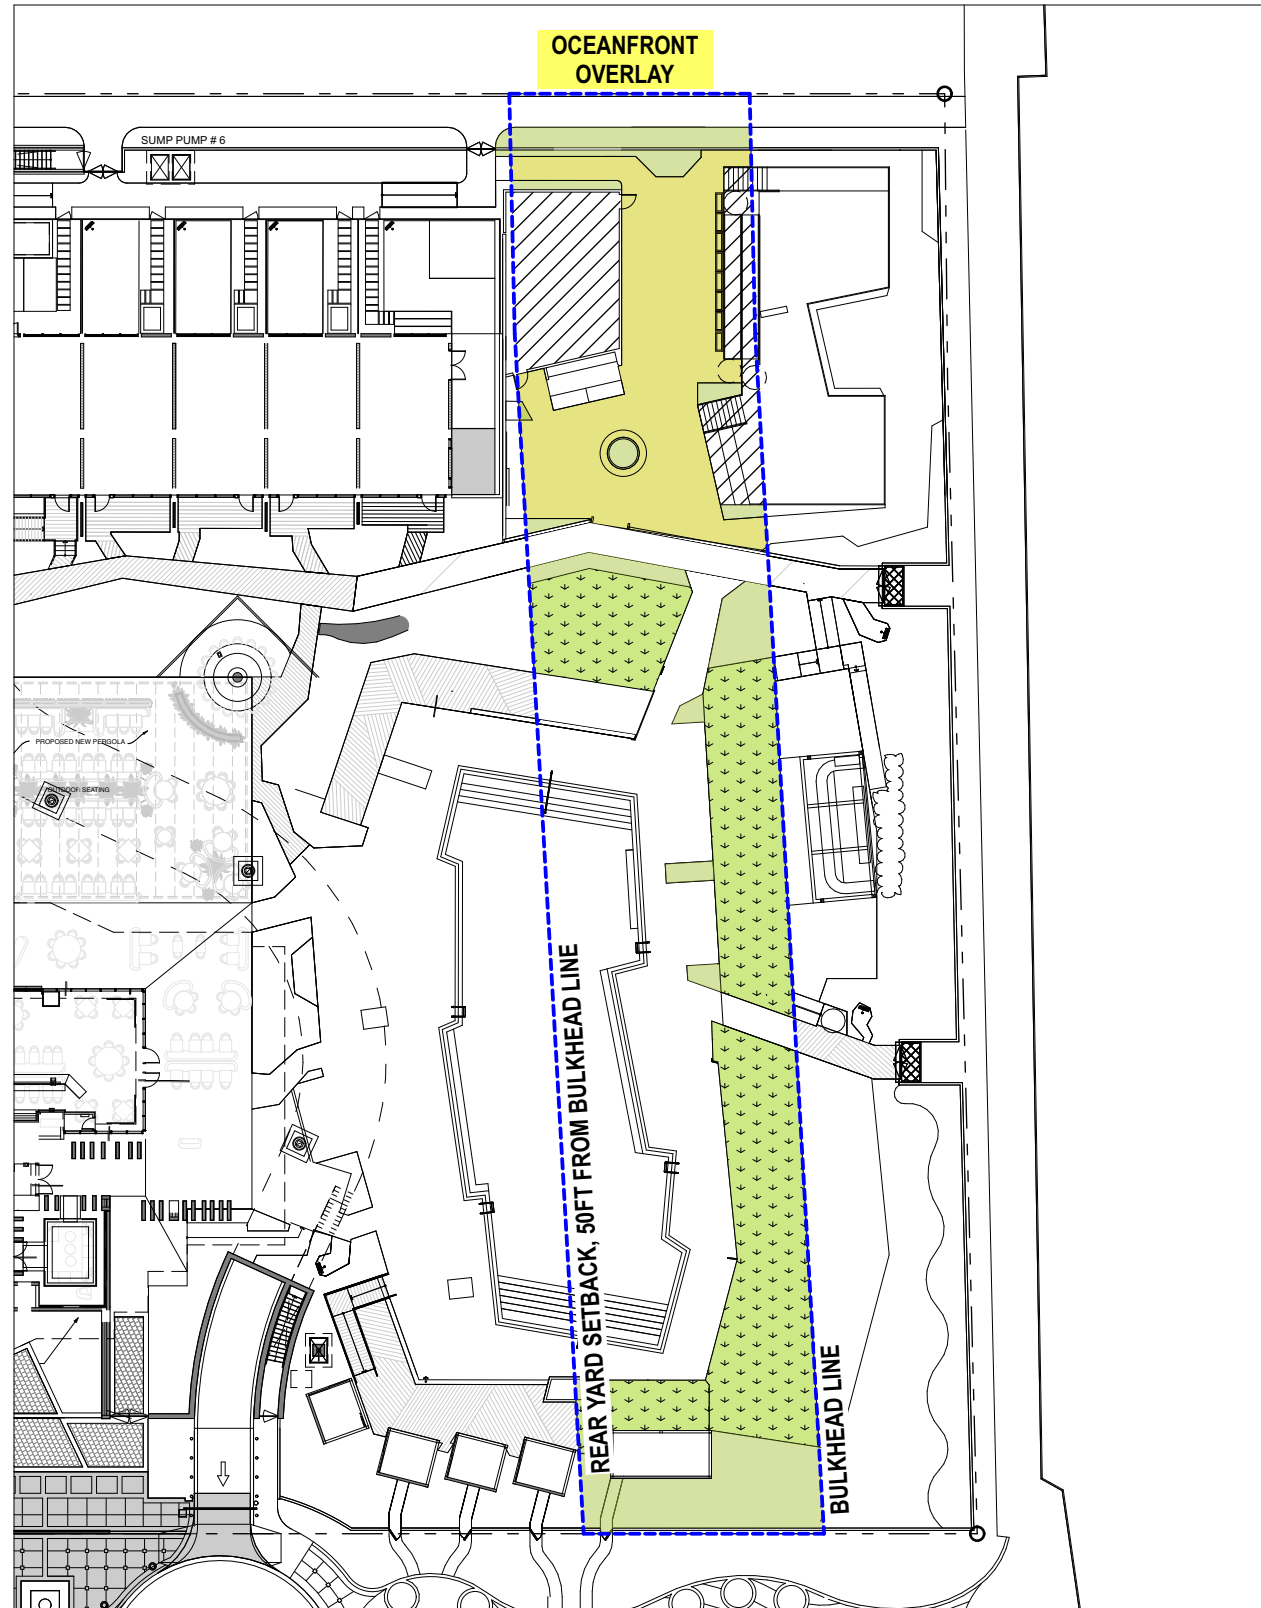 OCEANFRONT
OVERLAY
SUMP PUMP # 6
PROPOSED NEW PERGOLA
OUTDOOR SEATING
REAR YARD SETBACK, 50FT FROM BULKHEAD LINE
BULKHEAD LINE